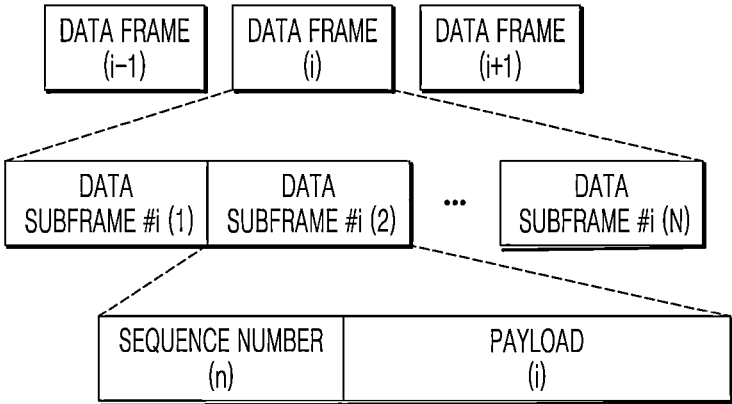 DATA FRAME DATA FRAME DATA FRAME
(i−1) (i) (i+1)
DATA DATA DATA
SUBFRAME #i (1) SUBFRAME #i (2) ... SUBFRAME #i (N)
SEQUENCE NUMBER PAYLOAD
(n) (i)